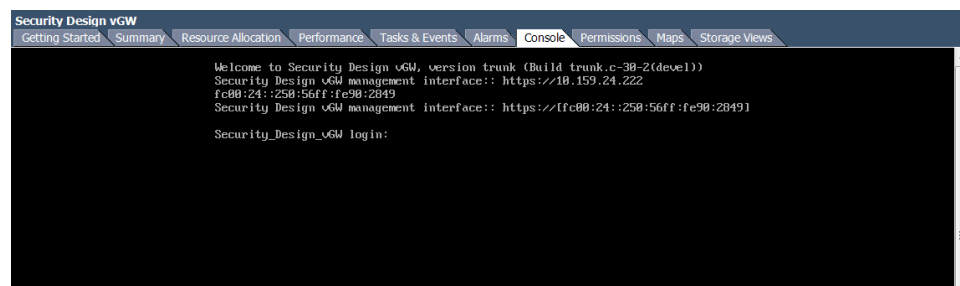 Security Design vGW
Getting Started Summary Resource Allocation Performance Tasks & Events Alarms Console Permissions Maps Storage Views
Welcome to Security Design vGW, version trunk (Build trunk.c-30-2(devel))
Security Design vGW management interface:: https://10.159.24.222
fc00:24::250:56ff:fe90:2849
Security Design vGW management interface:: https://[fc00:24::250:56ff:fe90:2849]
Security_Design_vGW login: